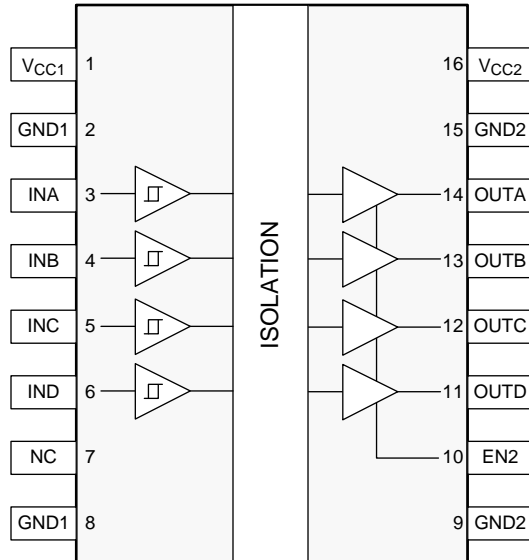 VCC1 1 16 VCC2
GND1 2 15 GND2
INA 3 14 OUTA
INB 4 13 OUTB
INC 5 12 OUTC
IND 6 11 OUTD
NC 7 10 EN2
GND1 8 9 GND2
ISOLATION